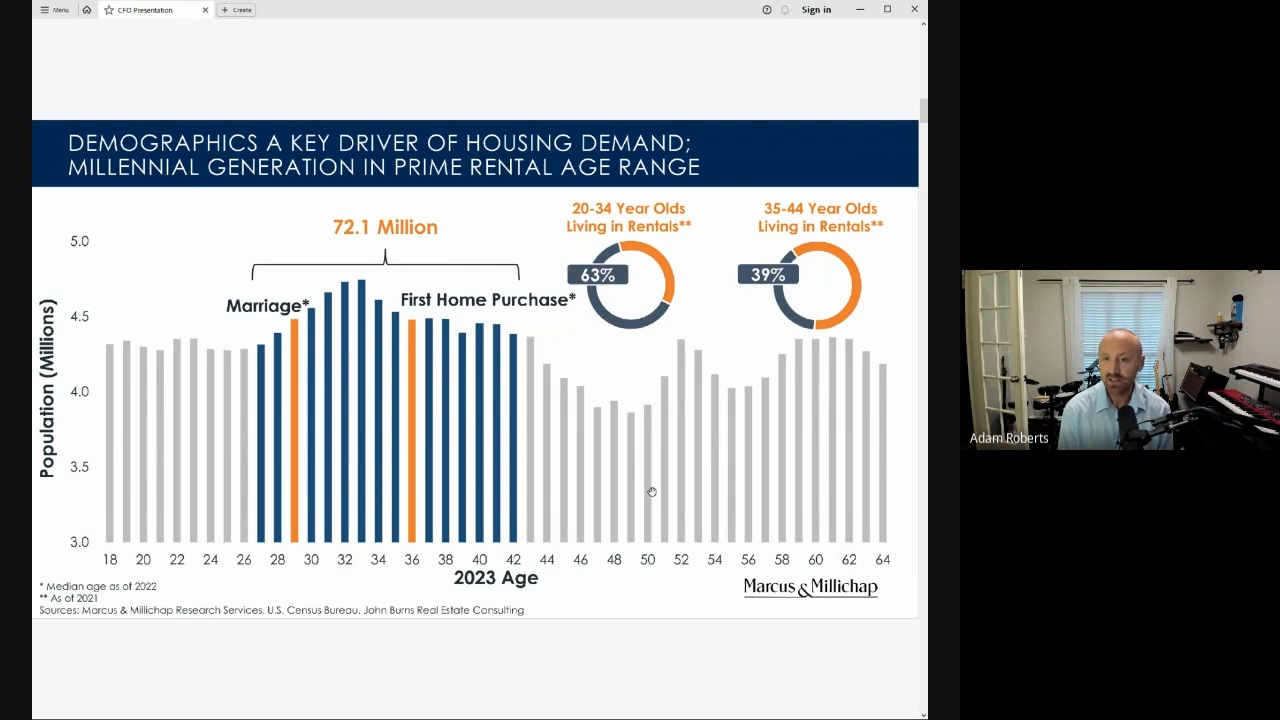 Menu
CFO Presentation
Create
Sign in
DEMOGRAPHICS A KEY DRIVER OF HOUSING DEMAND;
MILLENNIAL GENERATION IN PRIME RENTAL AGE RANGE
72.1 Million
20-34 Year Olds
Living in Rentals**
63%
35-44 Year Olds
Living in Rentals**
39%
Marriage*
First Home Purchase*
Population (Millions)
5.0
4.5
4.0
3.5
3.0
18 20 22 24 26 28 30 32 34 36 38 40 42 44 46 48 50 52 54 56 58 60 62 64
2023 Age
* Median age as of 2022
** As of 2021
Sources: Marcus & Millichap Research Services, U.S. Census Bureau, John Burns Real Estate Consulting
Marcus & Millichap
Adam Roberts